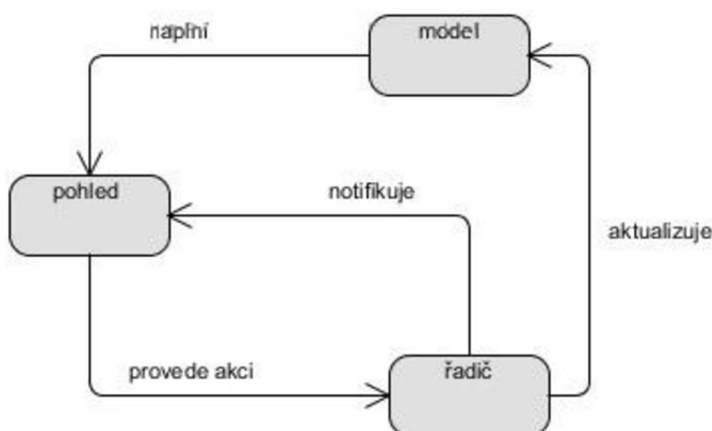 naplní
model
pohled
notifikuje
aktualizuje
provede akci
řadič